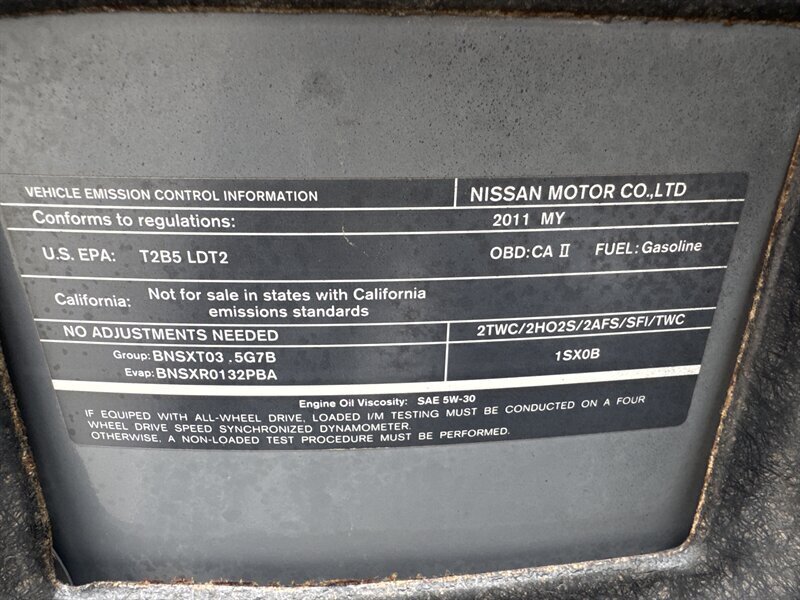 VEHICLE EMISSION CONTROL INFORMATION
NISSAN MOTOR CO.,LTD
Conforms to regulations:
2011 MY
U.S. EPA: T2B5 LDT2
OBD:CA II FUEL: Gasoline
California: Not for sale in states with California
emissions standards
NO ADJUSTMENTS NEEDED
2TWC/2HO2S/2AFS/SFI/TWC
Group: BNSXT03 .5G7B
Evap: BNSXR0132PBA
1SX0B
Engine Oil Viscosity: SAE 5W-30
IF EQUIPED WITH ALL-WHEEL DRIVE, LOADED I/M TESTING MUST BE CONDUCTED ON A FOUR
WHEEL DRIVE SPEED SYNCHRONIZED DYNAMOMETER.
OTHERWISE, A NON-LOADED TEST PROCEDURE MUST BE PERFORMED.